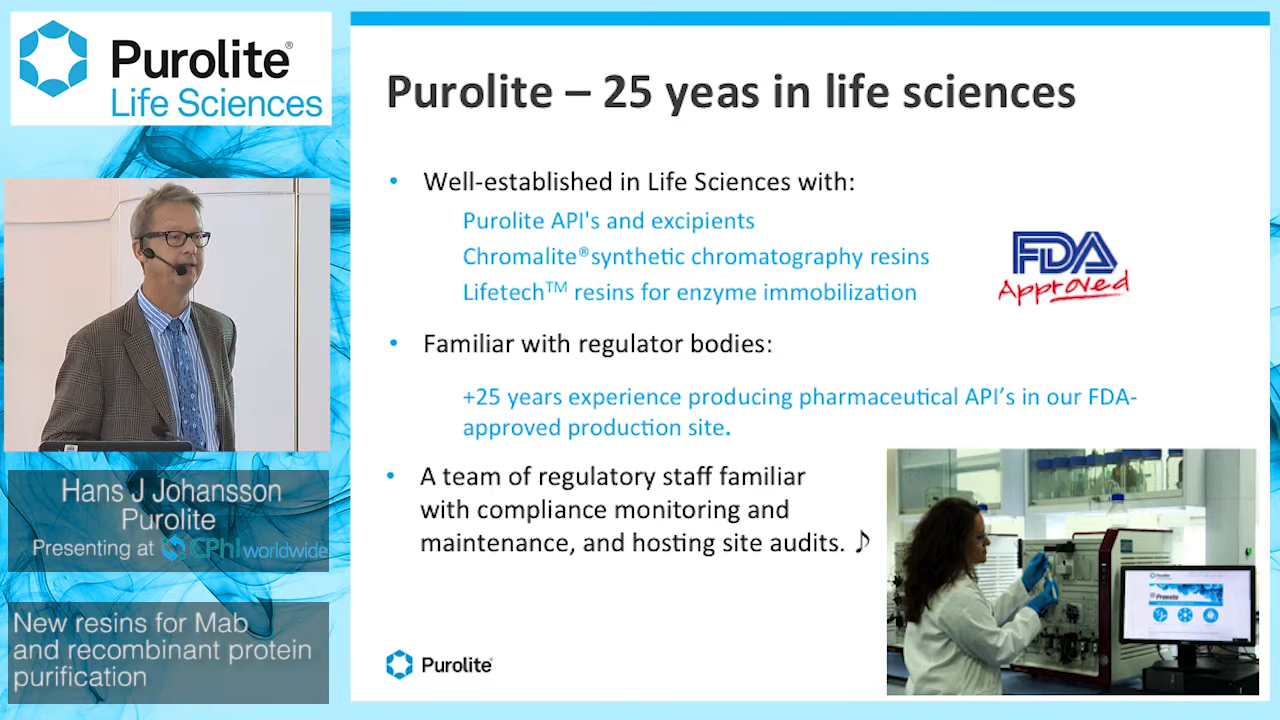 Purolite®
Life Sciences
Hans J Johansson
Purolite
Presenting at CPhI worldwide
New resins for Mab
and recombinant protein
purification
Purolite – 25 yeas in life sciences
• Well-established in Life Sciences with:
Purolite API's and excipients
Chromalite®synthetic chromatography resins
Lifetech™ resins for enzyme immobilization
FDA
Approved
• Familiar with regulator bodies:
+25 years experience producing pharmaceutical API’s in our FDA-
approved production site.
• A team of regulatory staff familiar
with compliance monitoring and
maintenance, and hosting site audits. ♪
Purolite